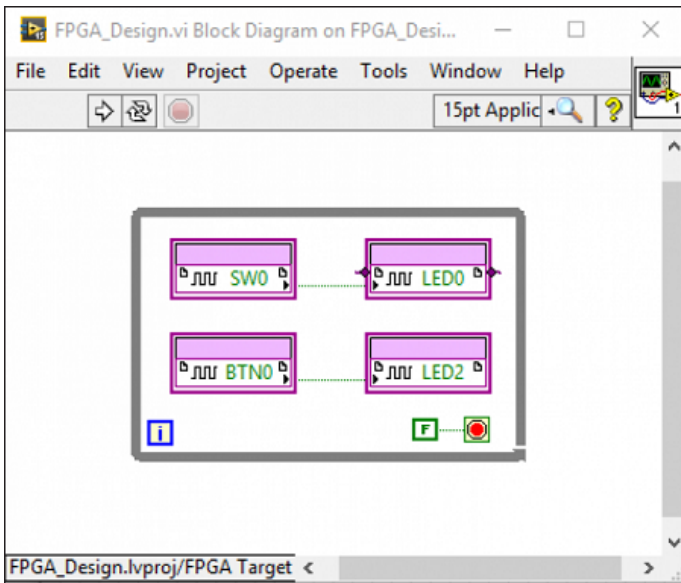 FPGA_Design.vi Block Diagram on FPGA_Desi...
File Edit View Project Operate Tools Window Help
15pt Applic
1
SW0 LED0
BTN0 LED2
i F
FPGA_Design.lvproj/FPGA Target